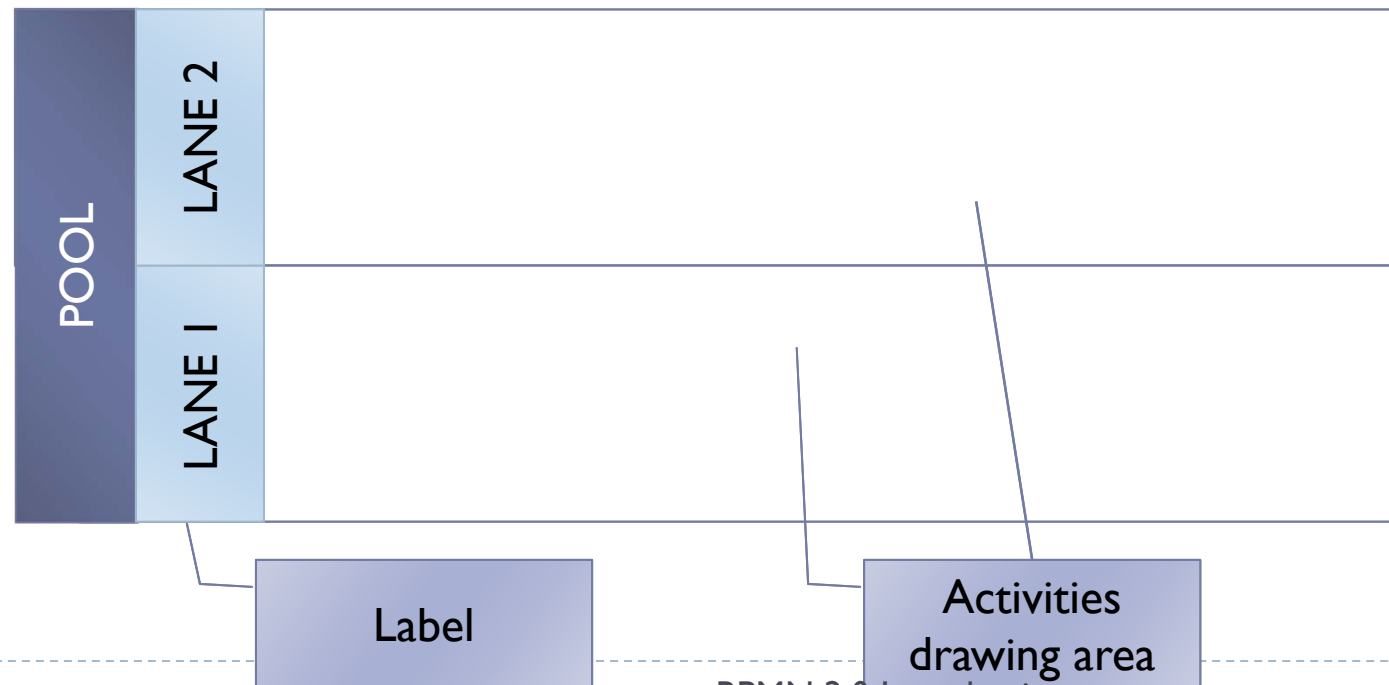 POOL
LANE 2
LANE 1
Label
Activities
drawing area